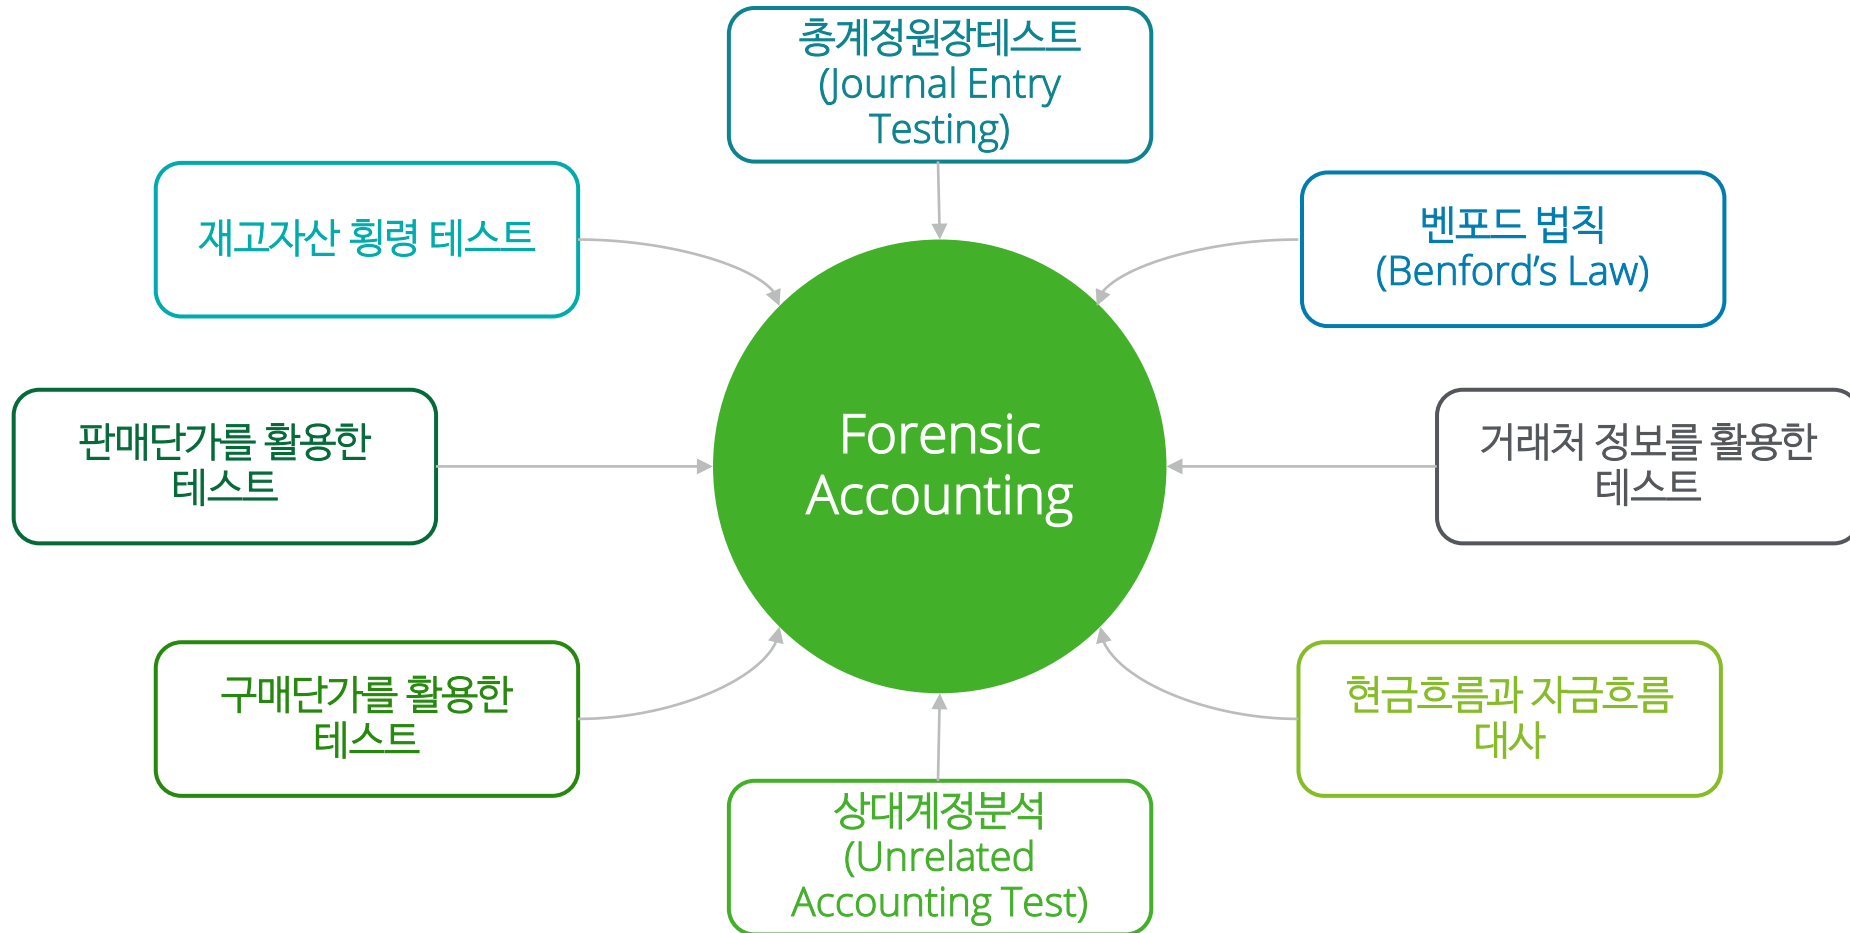 총계정원장테스트
(Journal Entry
Testing)
재고자산 횡령 테스트
벤포드 법칙
(Benford’s Law)
판매단가를 활용한
테스트
Forensic
Accounting
거래처 정보를 활용한
테스트
구매단가를 활용한
테스트
현금흐름과 자금흐름
대사
상대계정분석
(Unrelated
Accounting Test)